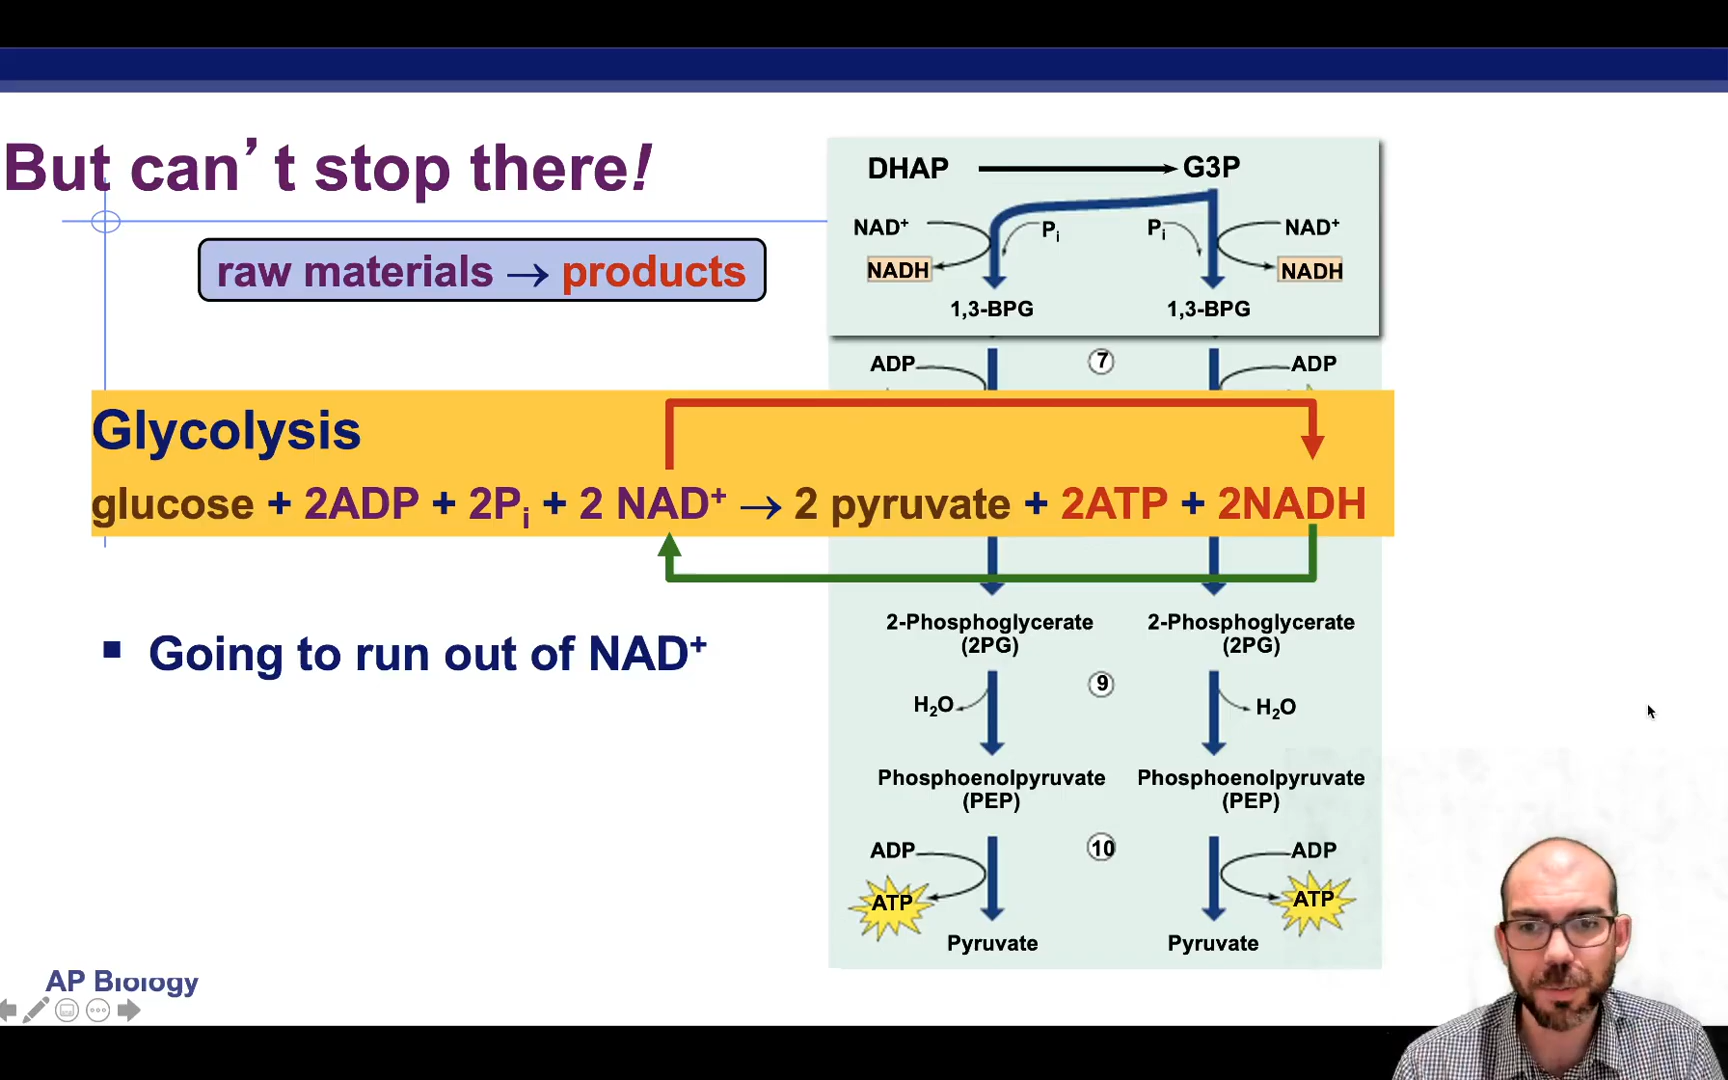 But can’t stop there!
raw materials → products
DHAP → G3P
NAD+ Pi Pi NAD+
NADH NADH
1,3-BPG 1,3-BPG
ADP 7 ADP
Glycolysis
glucose + 2ADP + 2Pi + 2 NAD+ → 2 pyruvate + 2ATP + 2NADH
▪ Going to run out of NAD+
2-Phosphoglycerate 2-Phosphoglycerate
(2PG) (2PG)
9
H2O H2O
Phosphoenolpyruvate Phosphoenolpyruvate
(PEP) (PEP)
ADP 10 ADP
ATP ATP
Pyruvate Pyruvate
AP Biology